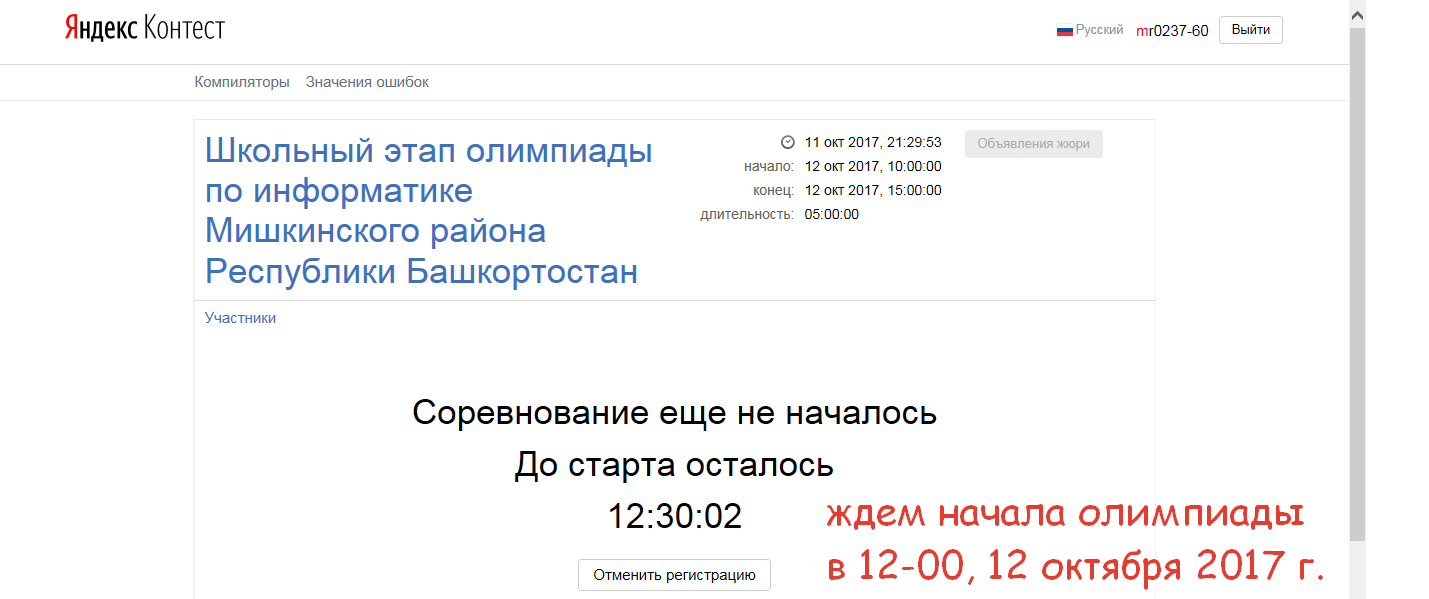 Яндекс Контест
Русский mr0237-60 Выйти
Компиляторы Значения ошибок
Школьный этап олимпиады
по информатике
Мишкинского района
Республики Башкортостан
11 окт 2017, 21:29:53
начало: 12 окт 2017, 10:00:00
конец: 12 окт 2017, 15:00:00
длительность: 05:00:00
Объявления жюри
Участники
Соревнование еще не началось
До старта осталось
12:30:02
Отменить регистрацию
ждем начала олимпиады
в 12-00, 12 октября 2017 г.